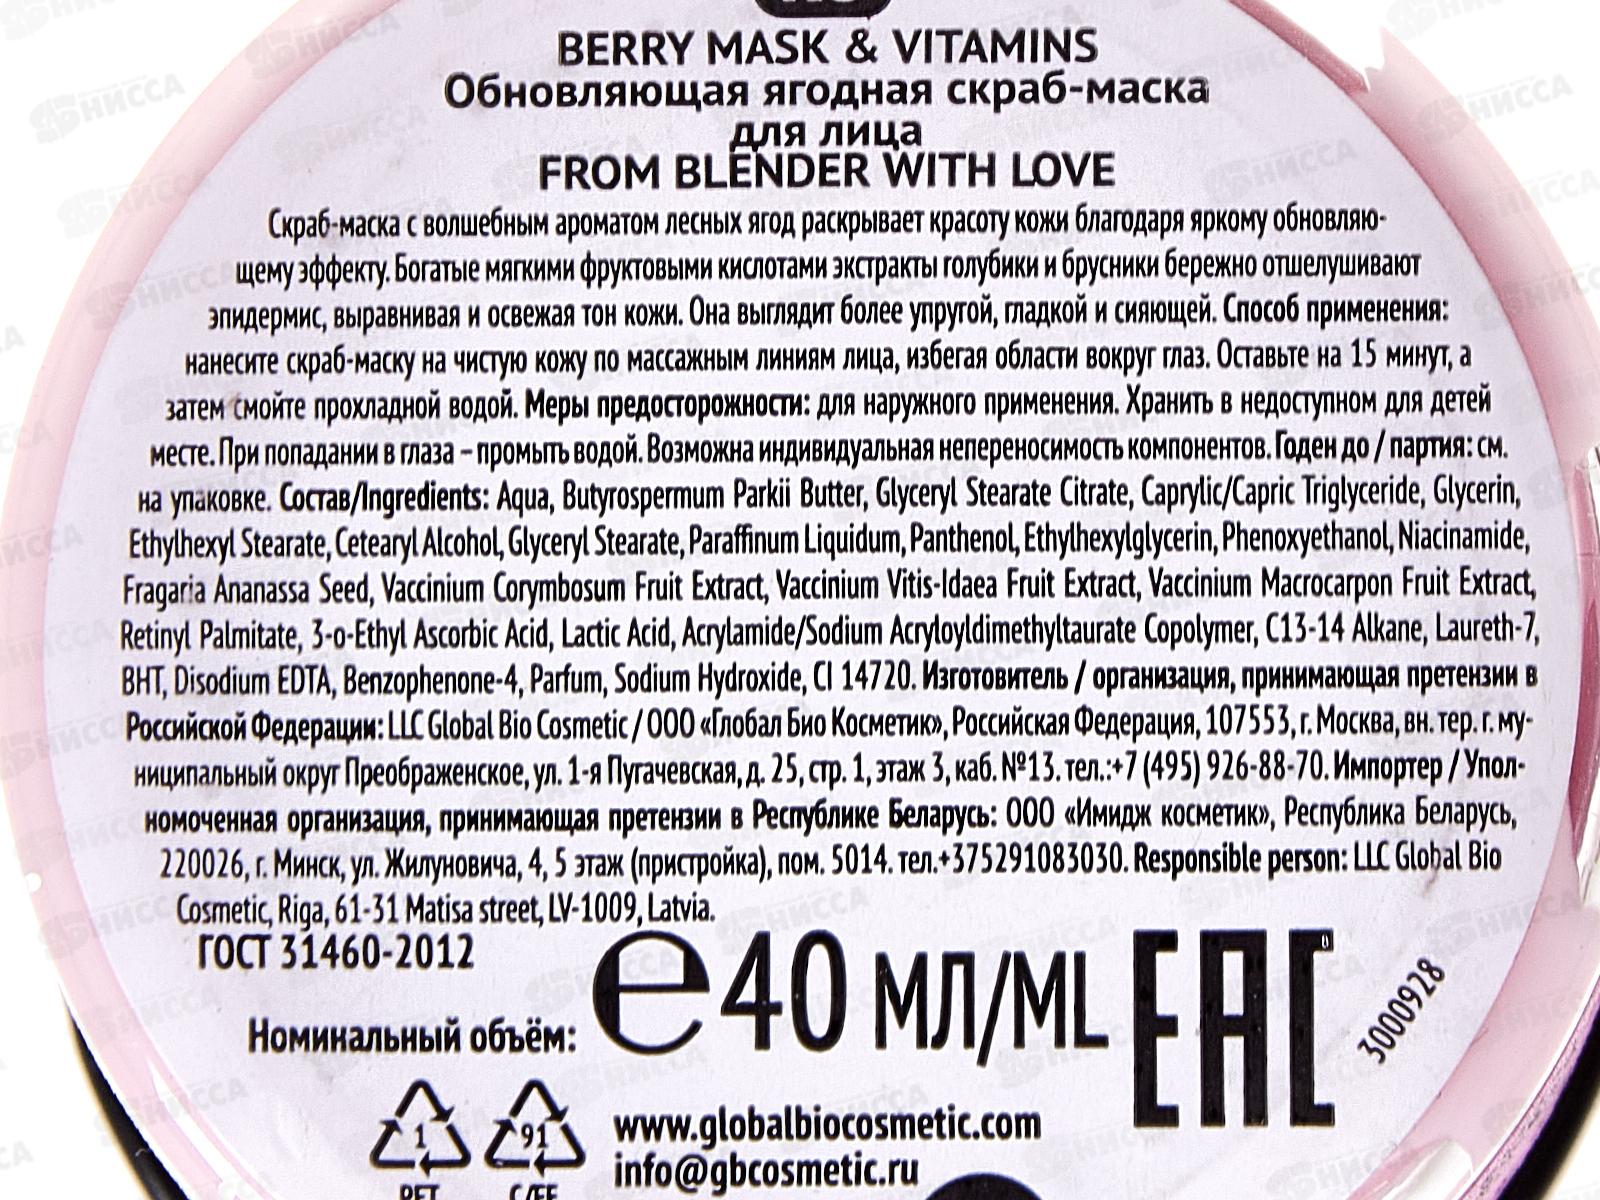 BERRY MASK & VITAMINS
Обновляющая ягодная скраб-маска
для лица
FROM BLENDER WITH LOVE
Скраб-маска с волшебным ароматом лесных ягод раскрывает красоту кожи благодаря яркому обновляю-
щему эффекту. Богатые мягкими фруктовыми кислотами экстракты голубики и брусники бережно отшелушивают
эпидермис, выравнивая и освежая тон кожи. Она выглядит более упругой, гладкой и сияющей. Способ применения:
нанесите скраб-маску на чистую кожу по массажным линиям лица, избегая области вокруг глаз. Оставьте на 15 минут, а
затем смойте прохладной водой. Меры предосторожности: для наружного применения. Хранить в недоступном для детей
месте. При попадании в глаза – промыть водой. Возможна индивидуальная непереносимость компонентов. Годен до / партия: см.
на упаковке. Состав/Ingredients: Aqua, Butyrospermum Parkii Butter, Glyceryl Stearate Citrate, Caprylic/Capric Triglyceride, Glycerin,
Ethylhexyl Stearate, Cetearyl Alcohol, Glyceryl Stearate, Paraffinum Liquidum, Panthenol, Ethylhexylglycerin, Phenoxyethanol, Niacinamide,
Fragaria Ananassa Seed, Vaccinium Corymbosum Fruit Extract, Vaccinium Vitis-Idaea Fruit Extract, Vaccinium Macrocarpon Fruit Extract,
Retinyl Palmitate, 3-o-Ethyl Ascorbic Acid, Lactic Acid, Acrylamide/Sodium Acryloyldimethyltaurate Copolymer, C13-14 Alkane, Laureth-7,
BHT, Disodium EDTA, Benzophenone-4, Parfum, Sodium Hydroxide, CI 14720. Изготовитель / организация, принимающая претензии в
Российской Федерации: LLC Global Bio Cosmetic / ООО «Глобал Био Косметик», Российская Федерация, 107553, г. Москва, вн. тер. г. му-
ниципальный округ Преображенское, ул. 1-я Пугачевская, д. 25, стр. 1, этаж 3, каб. №13. тел.:+7 (495) 926-88-70. Импортер / Упол-
номоченная организация, принимающая претензии в Республике Беларусь: ООО «Имидж косметик», Республика Беларусь,
220026, г. Минск, ул. Жилуновича, 4, 5 этаж (пристройка), пом. 5014. тел.+375291083030. Responsible person: LLC Global Bio
Cosmetic, Riga, 61-31 Matisa street, LV-1009, Latvia.
ГОСТ 31460-2012
Номинальный объём: e 40 МЛ/ML EAC
3000928
1 91
PET C/FE
www.globalbiocosmetic.com
info@gbcosmetic.ru
НИССА